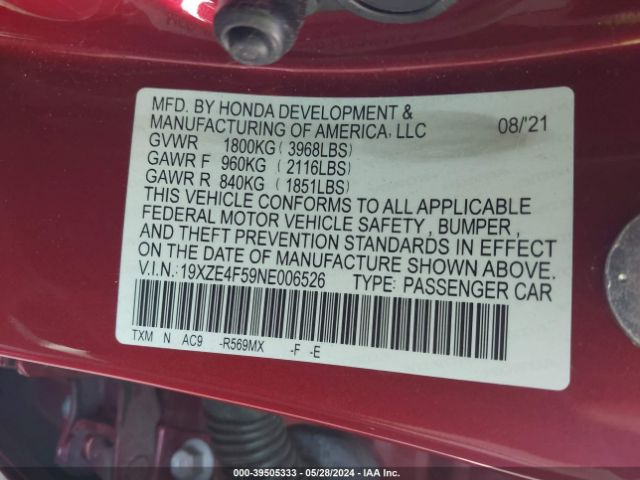 MFD. BY HONDA DEVELOPMENT &
MANUFACTURING OF AMERICA, LLC 08/'21
GVWR 1800KG ( 3968LBS )
GAWR F 960KG ( 2116LBS )
GAWR R 840KG ( 1851LBS )
THIS VEHICLE CONFORMS TO ALL APPLICABLE
FEDERAL MOTOR VEHICLE SAFETY , BUMPER ,
AND THEFT PREVENTION STANDARDS IN EFFECT
ON THE DATE OF MANUFACTURE SHOWN ABOVE.
V.I.N.:19XZE4F59NE006526 TYPE: PASSENGER CAR
TXM N AC9 -R569MX -F -E
000-39505333 - 05/28/2024 - IAA Inc.